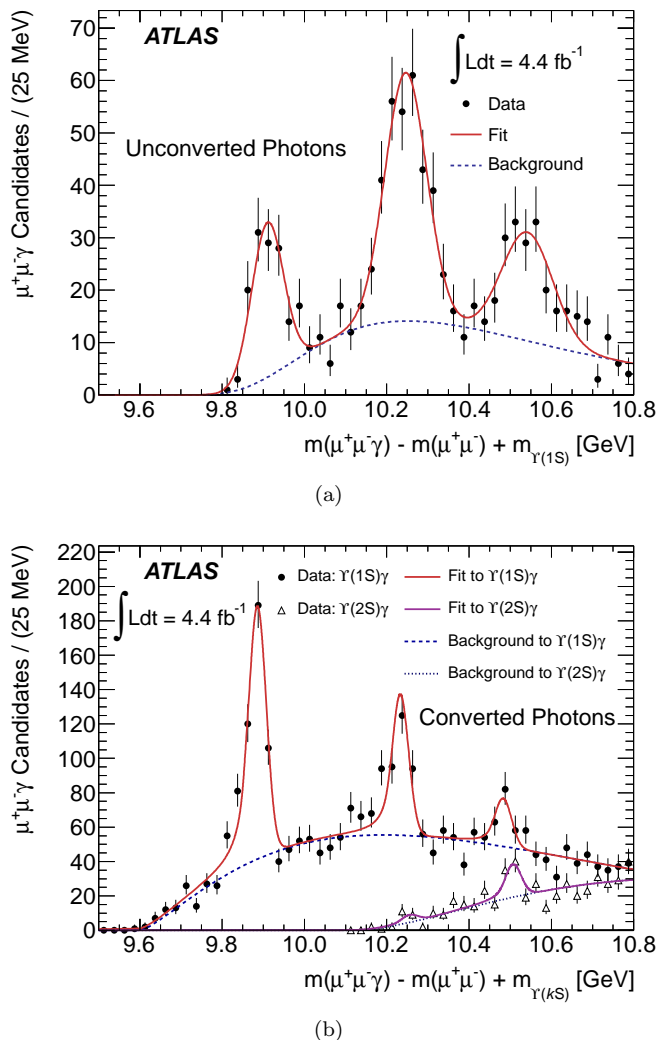 ATLAS
∫ Ldt = 4.4 fb⁻¹
Data
Fit
Background
Unconverted Photons
μ⁺μ⁻γ Candidates / (25 MeV)
70
60
50
40
30
20
10
0
9.6 9.8 10.0 10.2 10.4 10.6 10.8
m(μ⁺μ⁻γ) - m(μ⁺μ⁻) + m_Υ(1S) [GeV]
(a)
ATLAS
∫ Ldt = 4.4 fb⁻¹
Data: Υ(1S)γ
Data: Υ(2S)γ
Fit to Υ(1S)γ
Fit to Υ(2S)γ
Background to Υ(1S)γ
Background to Υ(2S)γ
Converted Photons
μ⁺μ⁻γ Candidates / (25 MeV)
220
200
180
160
140
120
100
80
60
40
20
0
9.6 9.8 10.0 10.2 10.4 10.6 10.8
m(μ⁺μ⁻γ) - m(μ⁺μ⁻) + m_Υ(kS) [GeV]
(b)